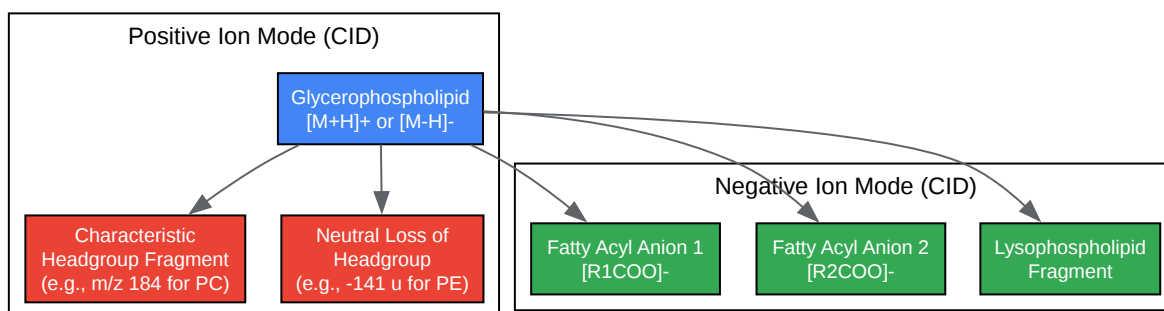 Positive Ion Mode (CID)
Glycerophospholipid
[M+H]+ or [M-H]-
Characteristic
Headgroup Fragment
(e.g., m/z 184 for PC)
Neutral Loss of
Headgroup
(e.g., -141 u for PE)
Negative Ion Mode (CID)
Fatty Acyl Anion 1
[R1COO]-
Fatty Acyl Anion 2
[R2COO]-
Lysophospholipid
Fragment